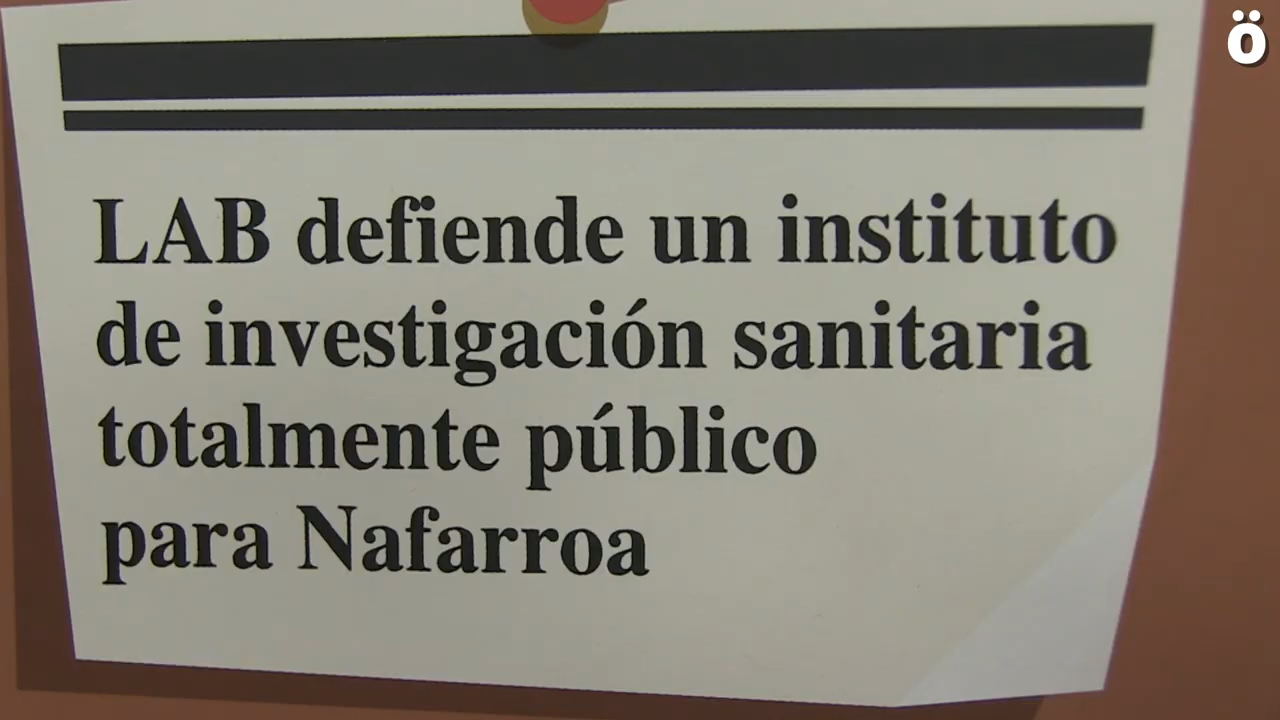 ö
LAB defiende un instituto
de investigación sanitaria
totalmente público
para Nafarroa